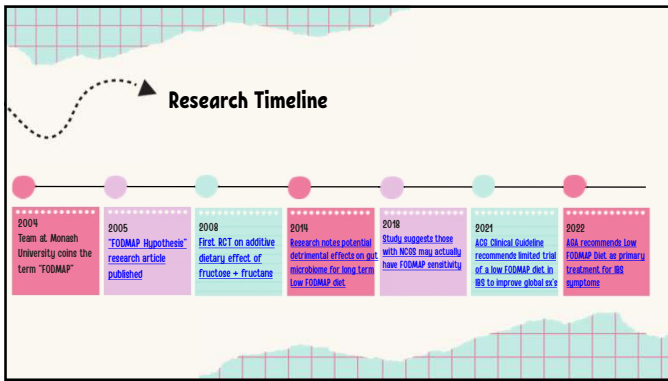 Research Timeline
2004
Team at Monash
University coins the
term "FODMAP"
2005
"FODMAP Hypothesis"
research article
published
2008
First RCT on additive
dietary effect of
fructose + fructans
2014
Research notes potential
detrimental effects on gut
microbiome for long term
Low FODMAP diet
2018
Study suggests those
with NCGS may actually
have FODMAP sensitivity
2021
ACG Clinical Guideline
recommends limited trial
of a low FODMAP diet in
IBS to improve global sx's
2022
AGA recommends Low
FODMAP Diet as primary
treatment for IBS
symptoms